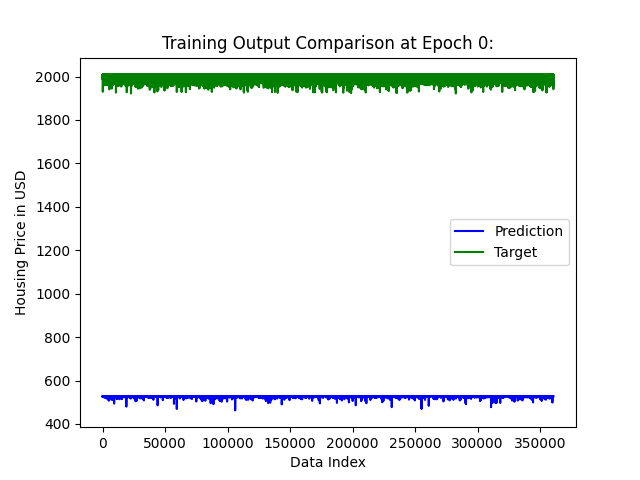 Training Output Comparison at Epoch 0:
Housing Price in USD
2000
1800
1600
1400
1200
1000
800
600
400
Prediction
Target
0 50000 100000 150000 200000 250000 300000 350000
Data Index